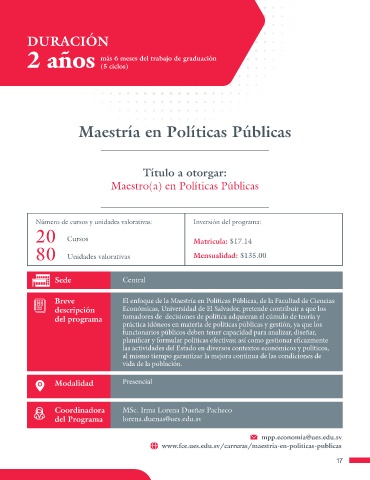 DURACIÓN
2 años más 6 meses del trabajo de graduación
(5 ciclos)
Maestría en Políticas Públicas
Título a otorgar:
Maestro(a) en Políticas Públicas
Número de cursos y unidades valorativas:
20 Cursos
80 Unidades valorativas
Inversión del programa:
Matrícula: $17.14
Mensualidad: $135.00
Sede
Central
Breve
descripción
del programa
El enfoque de la Maestría en Políticas Públicas, de la Facultad de Ciencias
Económicas, Universidad de El Salvador, pretende contribuir a que los
tomadores de decisiones de política adquieran el cúmulo de teoría y
práctica idóneos en materia de políticas públicas y gestión, ya que los
funcionarios públicos deben tener capacidad para analizar, diseñar,
planificar y formular políticas efectivas; así como gestionar eficazmente
las actividades del Estado en diversos contextos económicos y políticos,
al mismo tiempo garantizar la mejora continua de las condiciones de
vida de la población.
Modalidad
Presencial
Coordinadora
del Programa
MSc. Irma Lorena Dueñas Pacheco
lorena.duenas@ues.edu.sv
mpp.economia@ues.edu.sv
www.fce.ues.edu.sv/carreras/maestria-en-politicas-publicas
17